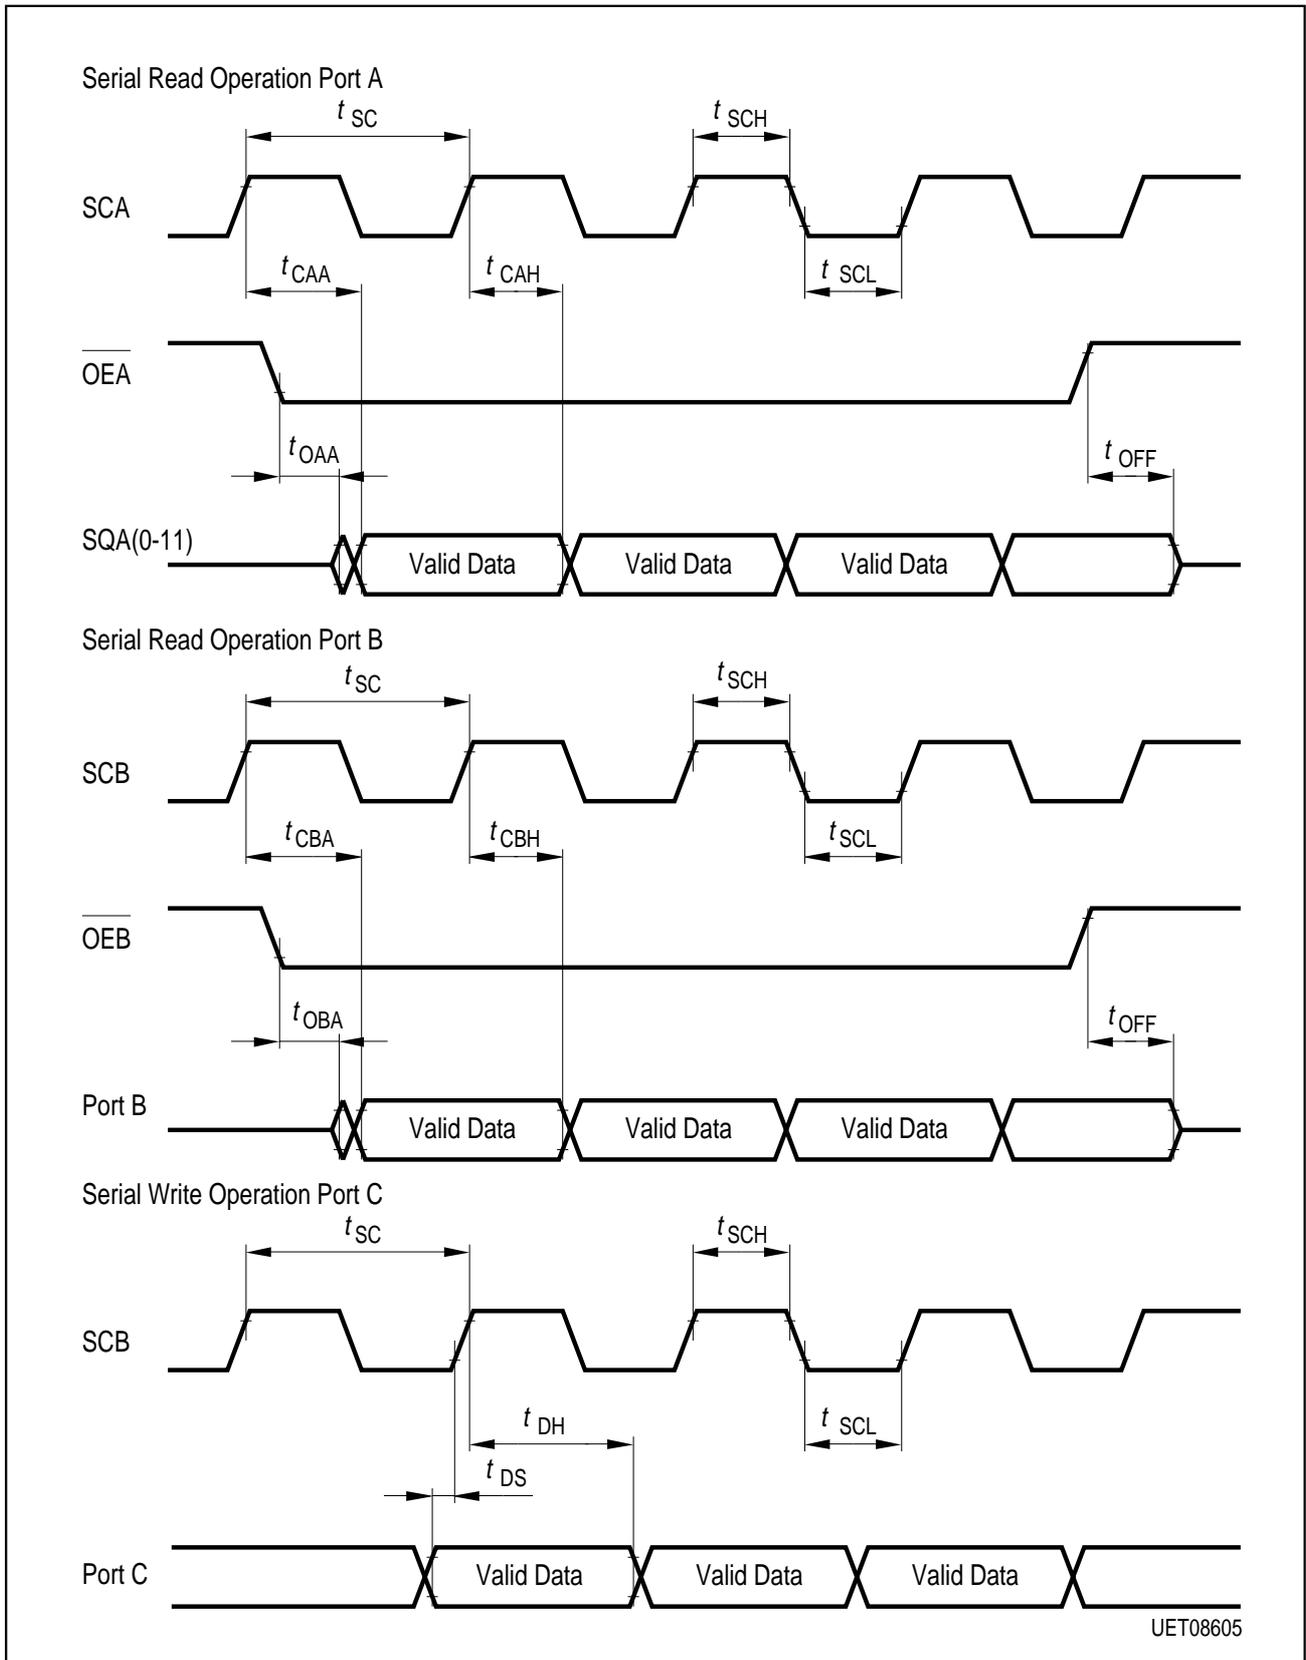 Serial Read Operation Port A
t SC
t SCH
SCA
t CAA
t CAH
t SCL
OEA
t OAA
t OFF
SQA(0-11)
Valid Data
Valid Data
Valid Data
Serial Read Operation Port B
t SC
t SCH
SCB
t CBA
t CBH
t SCL
OEB
t OBA
t OFF
Port B
Valid Data
Valid Data
Valid Data
Serial Write Operation Port C
t SC
t SCH
SCB
t DH
t SCL
t DS
Port C
Valid Data
Valid Data
Valid Data
UET08605